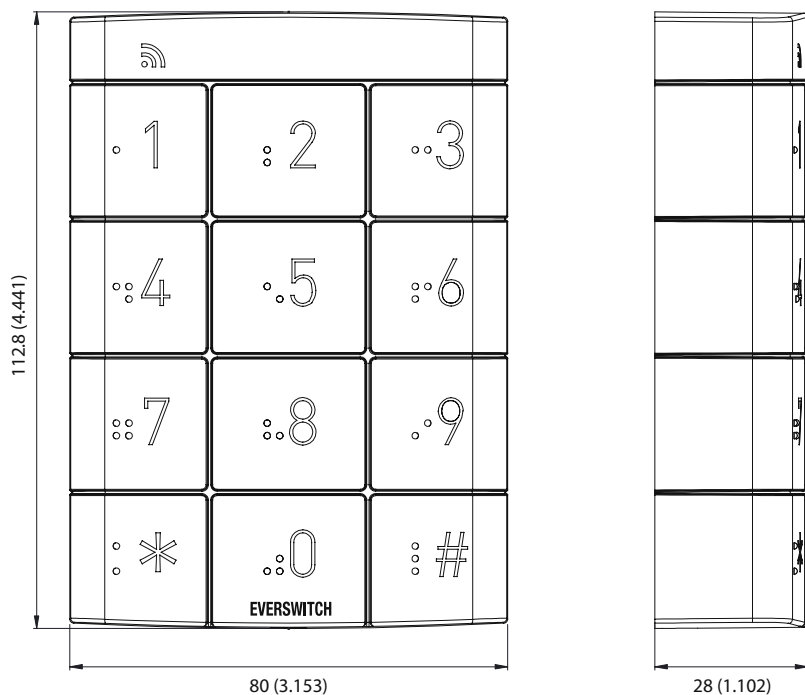 1 2 3
4 5 6
7 8 9
* 0 #
EVERSWITCH
112.8 (4.441)
80 (3.153)
28 (1.102)